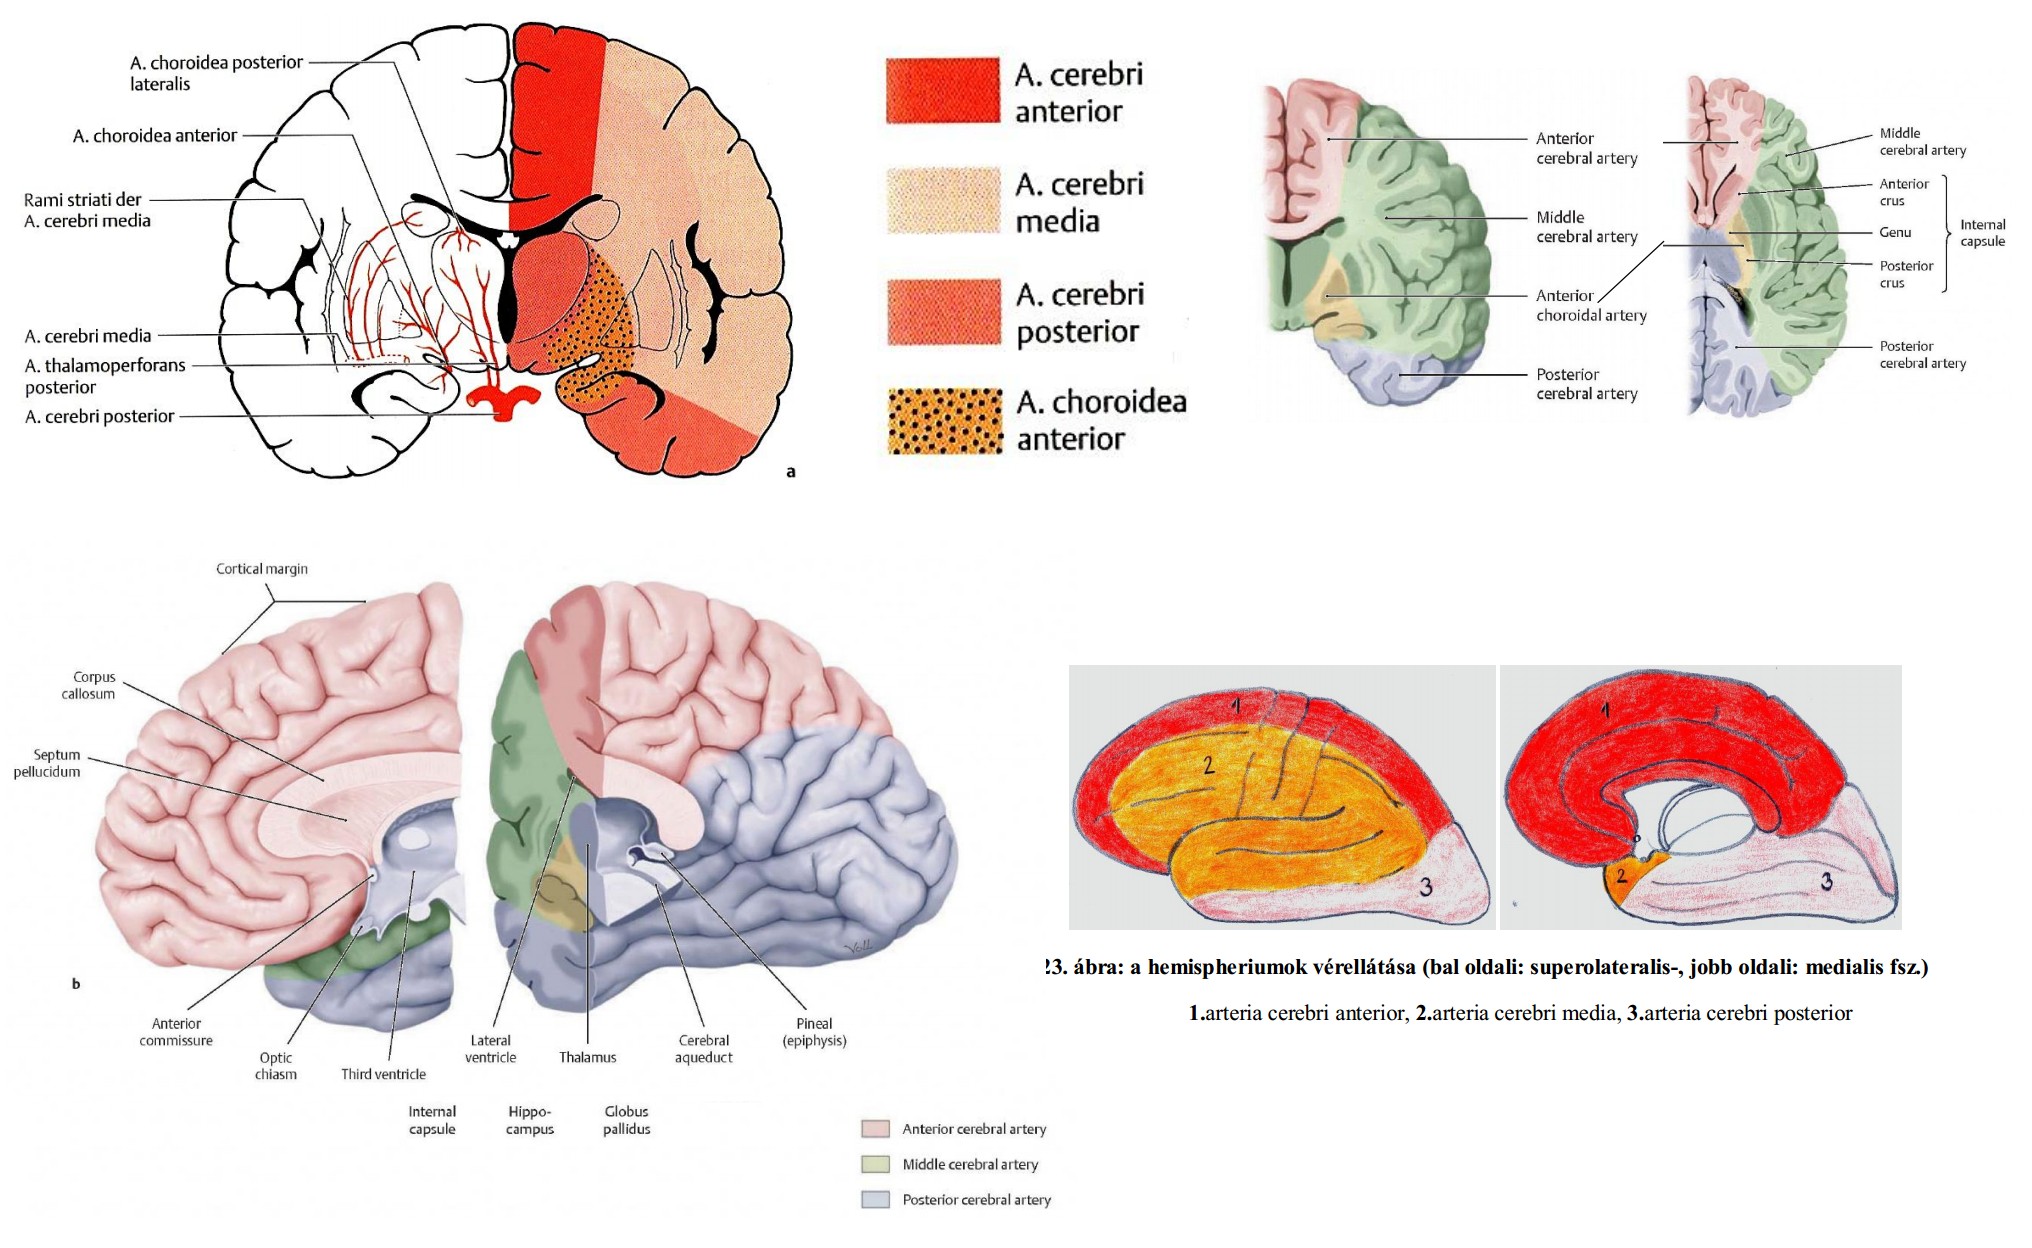 A. choroidea posterior
lateralis
A. choroidea anterior
Rami striati der
A. cerebri media
A. cerebri media
A. thalamoperforans
posterior
A. cerebri posterior
a
A. cerebri
anterior
A. cerebri
media
A. cerebri
posterior
A. choroidea
anterior
Anterior
cerebral artery
Middle
cerebral artery
Anterior
choroidal artery
Posterior
cerebral artery
Middle
cerebral artery
Anterior
crus
Genu
Posterior
crus
Internal
capsule
Posterior
cerebral artery
Cortical margin
Corpus
callosum
Septum
pellucidum
b
Anterior
commissure
Optic
chiasm
Third ventricle
Lateral
ventricle
Thalamus
Cerebral
aqueduct
Pineal
(epiphysis)
Voll
Internal
capsule
Hippo-
campus
Globus
pallidus
Anterior cerebral artery
Middle cerebral artery
Posterior cerebral artery
1
2
3
1
2
3
23. ábra: a hemispheriumok vérellátása (bal oldali: superolateralis-, jobb oldali: medialis fsz.)
1.arteria cerebri anterior, 2.arteria cerebri media, 3.arteria cerebri posterior